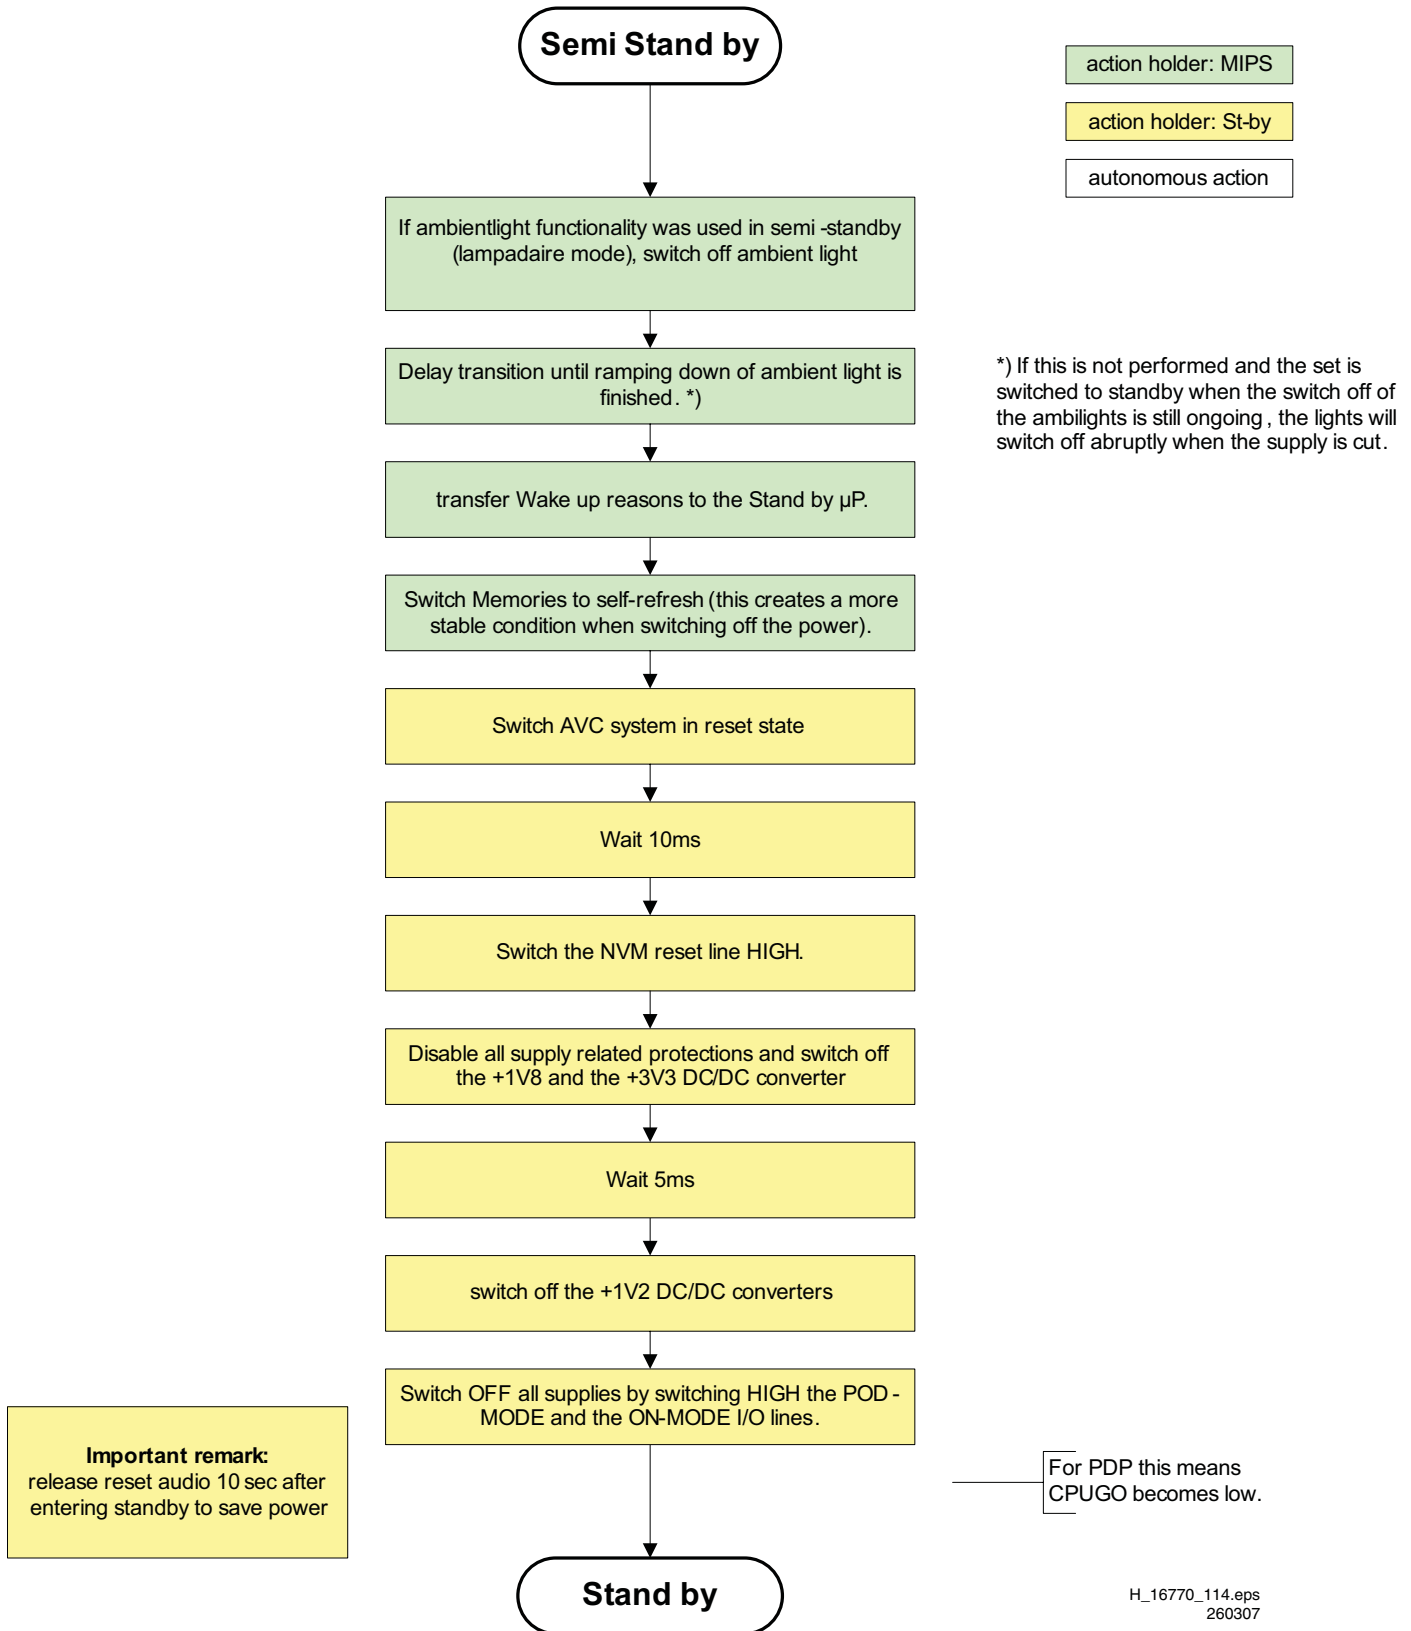 Semi Stand by
action holder: MIPS
action holder: St-by
autonomous action
If ambientlight functionality was used in semi -standby
(lampadaire mode), switch off ambient light
Delay transition until ramping down of ambient light is
finished. *)
*) If this is not performed and the set is
switched to standby when the switch off of
the ambilights is still ongoing , the lights will
switch off abruptly when the supply is cut.
transfer Wake up reasons to the Stand by µP.
Switch Memories to self-refresh (this creates a more
stable condition when switching off the power).
Switch AVC system in reset state
Wait 10ms
Switch the NVM reset line HIGH.
Disable all supply related protections and switch off
the +1V8 and the +3V3 DC/DC converter
Wait 5ms
switch off the +1V2 DC/DC converters
Switch OFF all supplies by switching HIGH the POD -
MODE and the ON-MODE I/O lines.
Important remark:
release reset audio 10 sec after
entering standby to save power
For PDP this means
CPUGO becomes low.
Stand by
H_16770_114.eps
260307